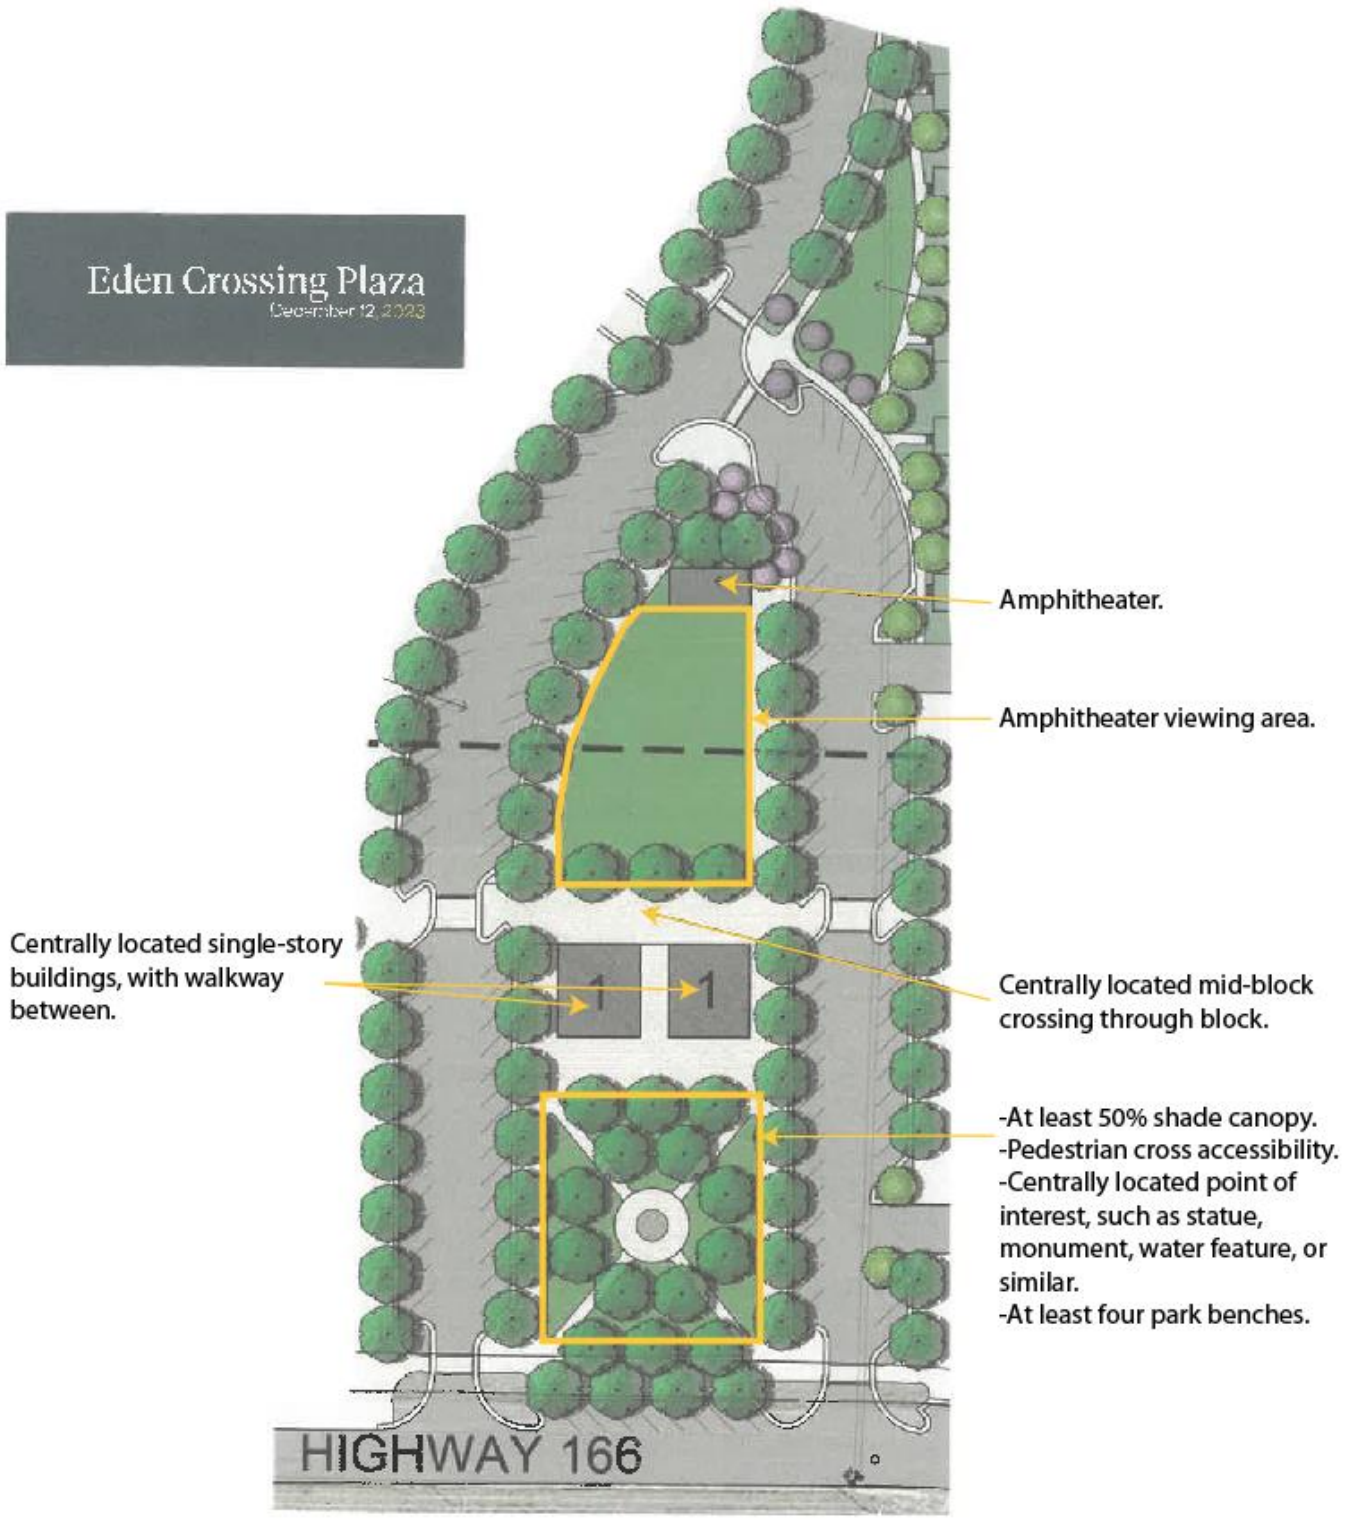 Eden Crossing Plaza
December 12, 2023
Amphitheater.
Amphitheater viewing area.
Centrally located single-story
buildings, with walkway
between.
1
1
Centrally located mid-block
crossing through block.
-At least 50% shade canopy.
-Pedestrian cross accessibility.
-Centrally located point of
interest, such as statue,
monument, water feature, or
similar.
-At least four park benches.
HIGHWAY 166